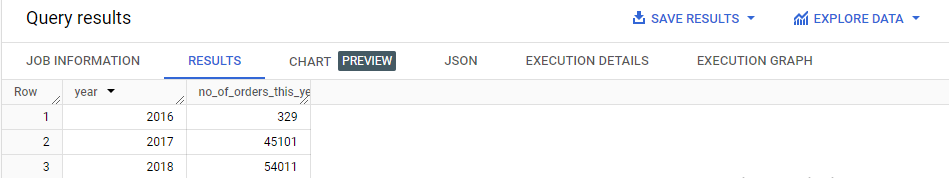 Query results SAVE RESULTS EXPLORE DATA
JOB INFORMATION RESULTS CHART PREVIEW JSON EXECUTION DETAILS EXECUTION GRAPH
Row year no_of_orders_this_ye
1 2016 329
2 2017 45101
3 2018 54011